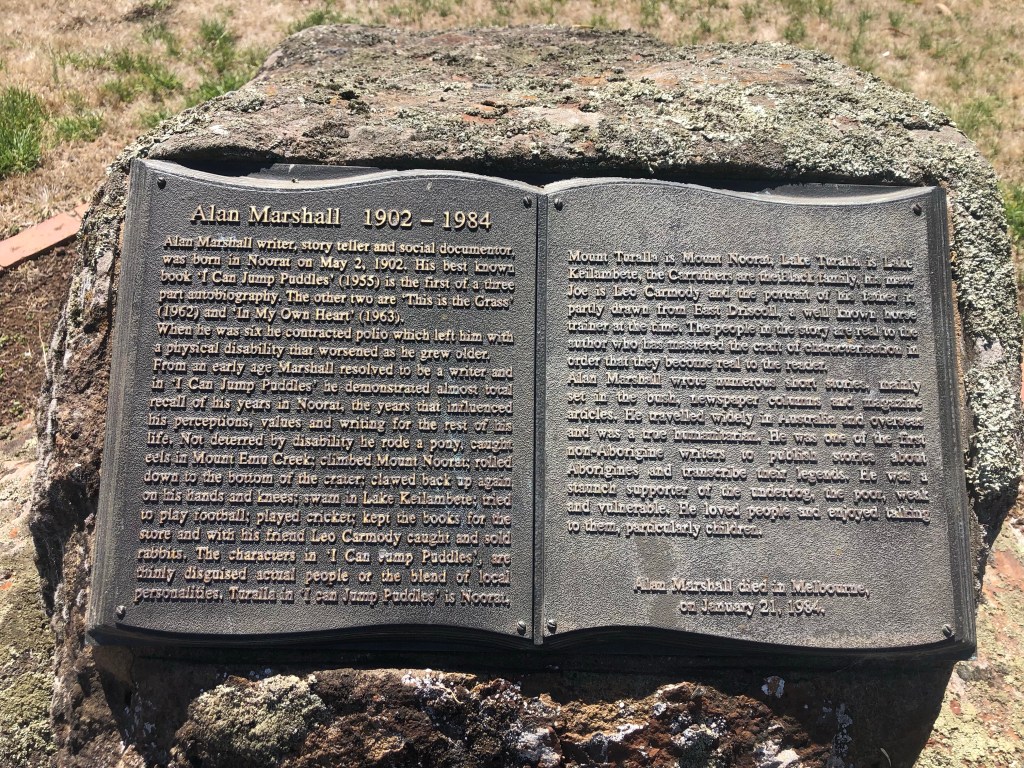 Alan Marshall 1902 – 1984
Alan Marshall writer, story teller and social documentor,
was born in Noorat on May 2, 1902. His best known
book 'I Can Jump Puddles' (1955) is the first of a three
part autobiography. The other two are 'This is the Grass'
(1962) and 'In My Own Heart' (1963).
When he was six he contracted polio which left him with
a physical disability that worsened as he grew older.
From an early age Marshall resolved to be a writer and
in 'I Can Jump Puddles' he demonstrated almost total
recall of his years in Noorat, the years that influenced
his perceptions, values and writing for the rest of his
life. Not deterred by disability he rode a pony, caught
eels in Mount Emu Creek; climbed Mount Noorat; rolled
down to the bottom of the crater; clawed back up again
on his hands and knees; swam in Lake Keilambete; tried
to play football; played cricket; kept the books for the
store and with his friend Leo Carmody caught and sold
rabbits. The characters in 'I Can Jump Puddles', are
thinly disguised actual people or the blend of local
personalities. Turalla in 'I can Jump Puddles' is Noorat,
Mount Turalla is Mount Noorat, Lake Turalla is Lake
Keilambete, the Carruthers are the Black family, his mate
Joe is Leo Carmody and the portrait of his father is
partly drawn from East Driscoll, a well known horse
trainer at the time. The people in the story are real to the
author who has mastered the craft of characterisation in
order that they become real to the reader.
Alan Marshall wrote numerous short stories, mainly
set in the bush, newspaper columns and magazine
articles. He travelled widely in Australia and overseas
and was a true humanitarian. He was one of the first
non-Aborigine writers to publish stories about
Aborigines and transcribe their legends. He was a
staunch supporter of the underdog, the poor, weak
and vulnerable. He loved people and enjoyed talking
to them, particularly children.
Alan Marshall died in Melbourne,
on January 21, 1984.